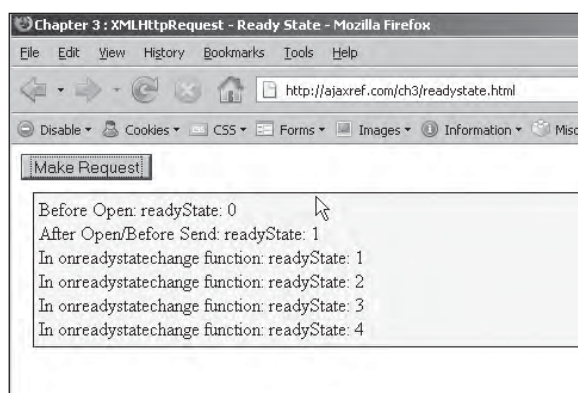 Chapter 3 : XMLHttpRequest - Ready State - Mozilla Firefox
File Edit View History Bookmarks Tools Help
http://ajaxref.com/ch3/readystate.html
Disable Cookies CSS Forms Images Information Misc
Make Request
Before Open: readyState: 0
After Open/Before Send: readyState: 1
In onreadystatechange function: readyState: 1
In onreadystatechange function: readyState: 2
In onreadystatechange function: readyState: 3
In onreadystatechange function: readyState: 4